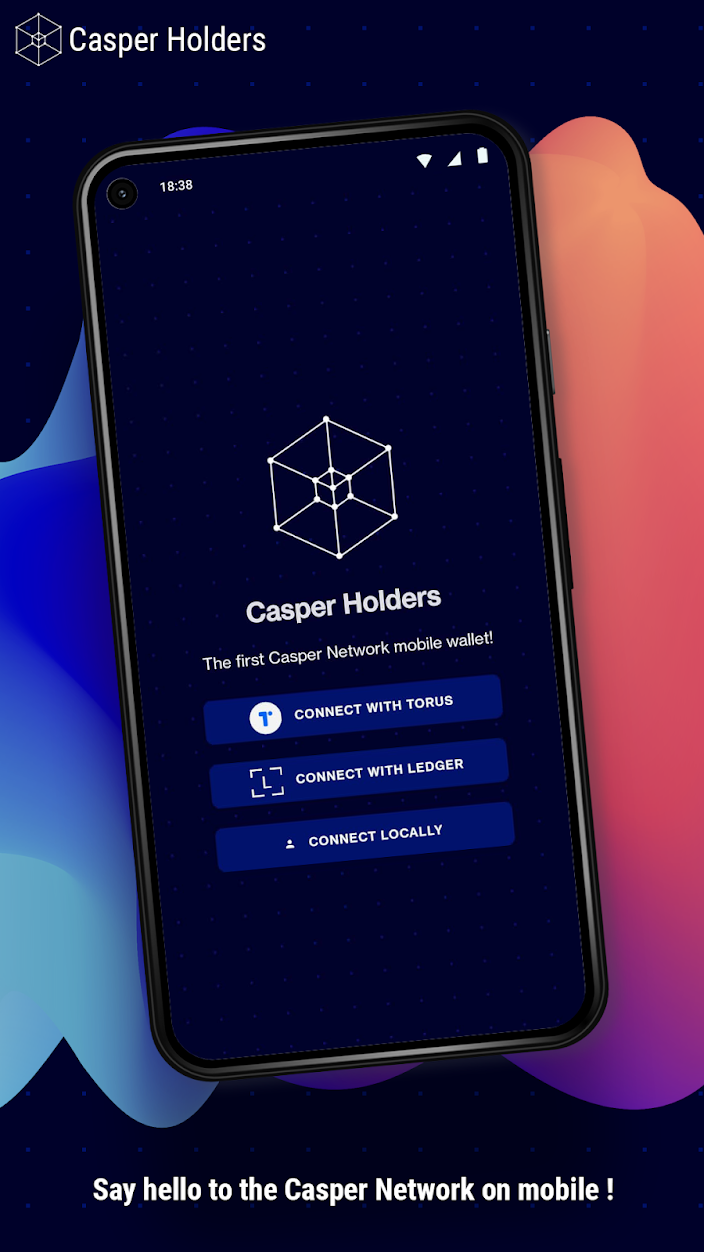 Casper Holders
18:38
Casper Holders
The first Casper Network mobile wallet!
T
CONNECT WITH TORUS
L
CONNECT WITH LEDGER
CONNECT LOCALLY
Say hello to the Casper Network on mobile !